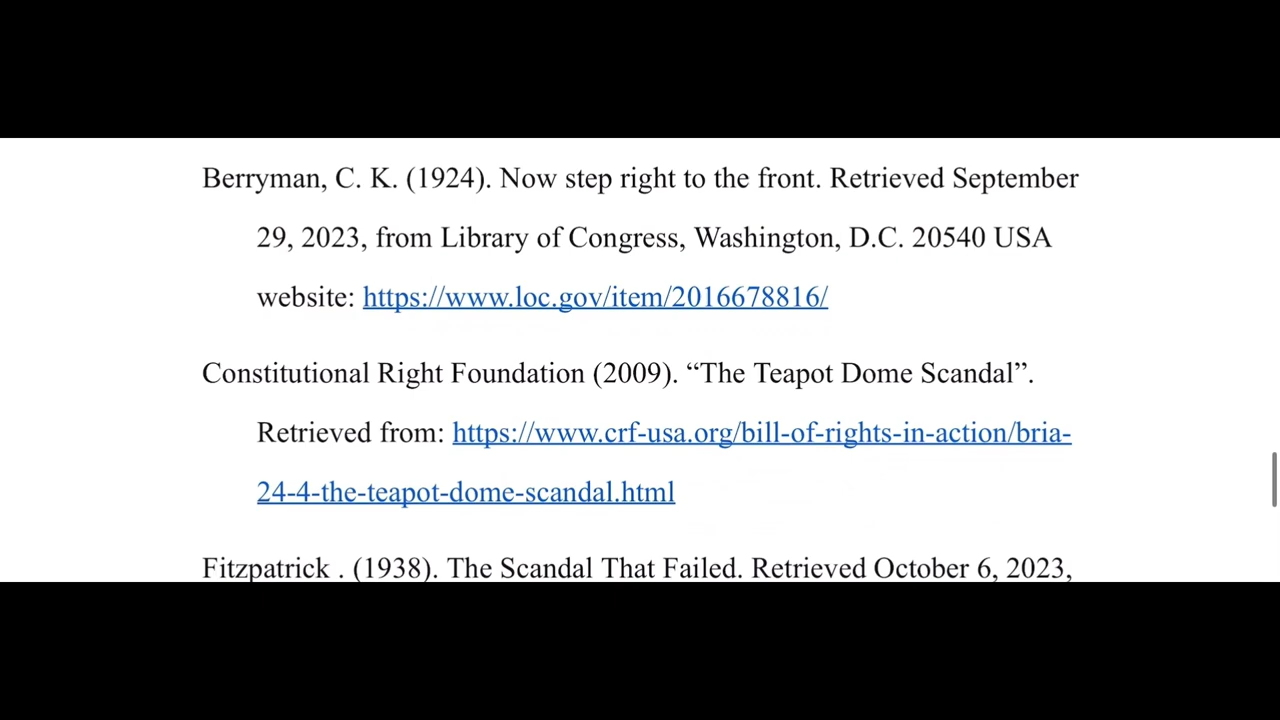 Berryman, C. K. (1924). Now step right to the front. Retrieved September
29, 2023, from Library of Congress, Washington, D.C. 20540 USA
website: https://www.loc.gov/item/2016678816/
Constitutional Right Foundation (2009). “The Teapot Dome Scandal”.
Retrieved from: https://www.crf-usa.org/bill-of-rights-in-action/bria-
24-4-the-teapot-dome-scandal.html
Fitzpatrick . (1938). The Scandal That Failed. Retrieved October 6, 2023,